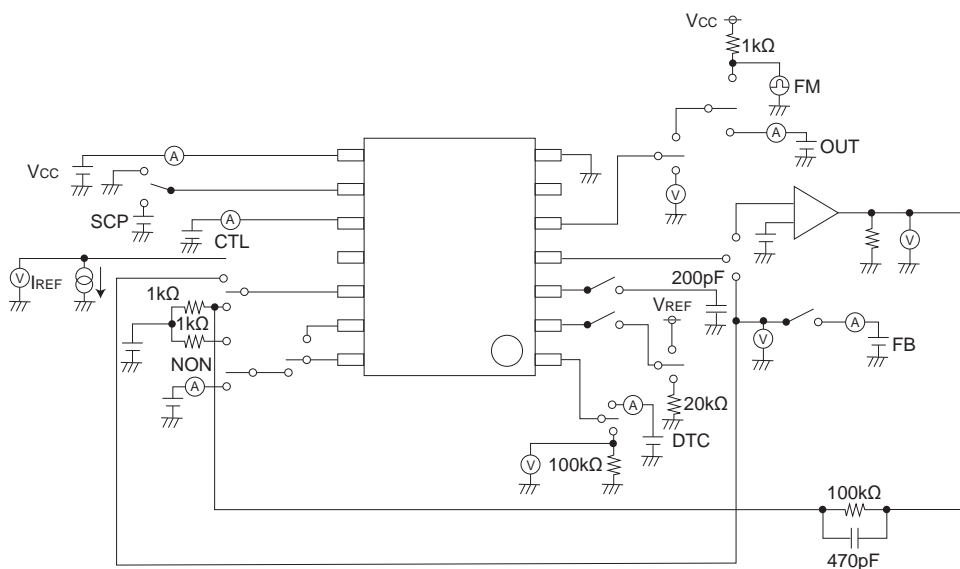 VCC
1kΩ
FM
A
OUT
VCC
A
V
SCP
A
CTL
V
IREF
1kΩ
1kΩ
200pF
VREF
V
V
A
FB
NON
A
20kΩ
A
DTC
V
100kΩ
100kΩ
470pF